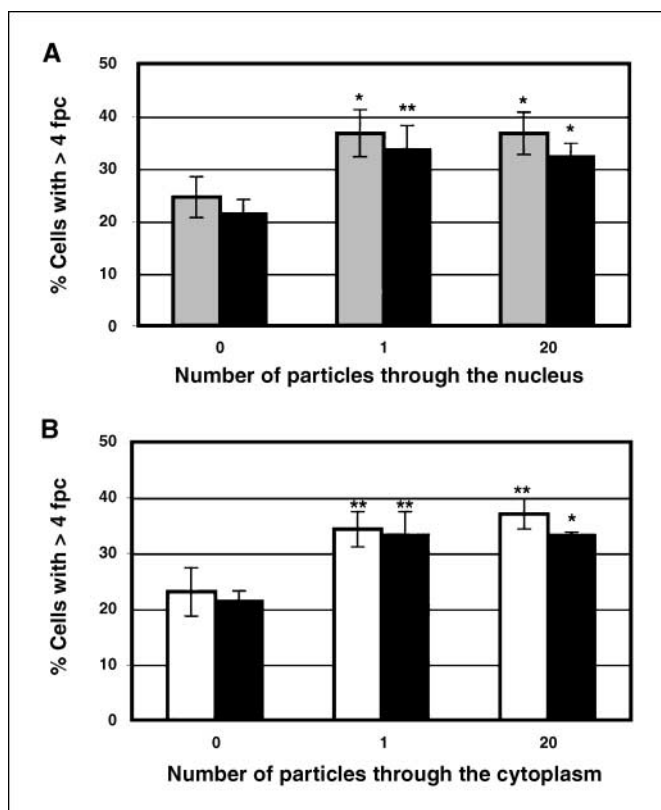 A
50
40
30
20
10
0
% Cells with > 4 fpc
* ** * *
0 1 20
Number of particles through the nucleus
B
50
40
30
20
10
0
% Cells with > 4 fpc
** ** ** *
0 1 20
Number of particles through the cytoplasm